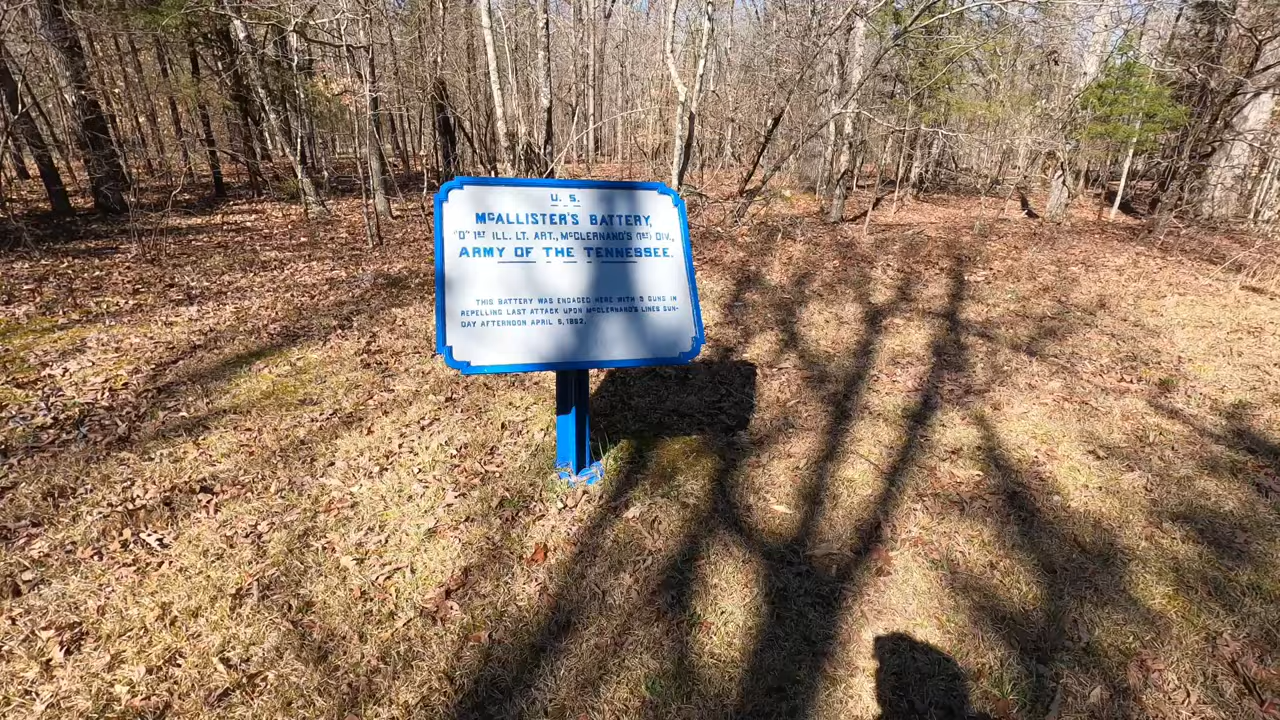 U. S.
McALLISTER'S BATTERY,
"D" 1ST ILL. LT. ART., McCLERNAND'S (1ST) DIV.,
ARMY OF THE TENNESSEE.
THIS BATTERY WAS ENGAGED HERE WITH 3 GUNS IN
REPELLING LAST ATTACK UPON McCLERNAND'S LINES SUN-
DAY AFTERNOON APRIL 6, 1862.